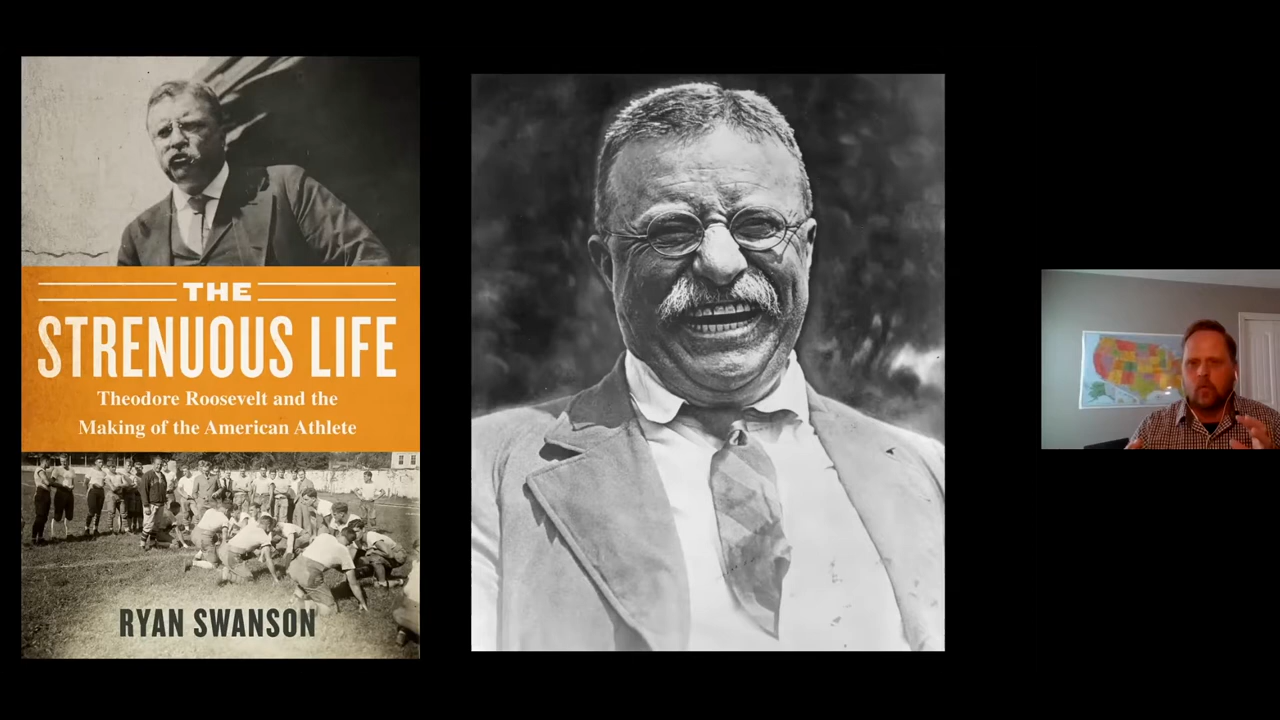 THE
STRENUOUS LIFE
Theodore Roosevelt and the
Making of the American Athlete
RYAN SWANSON